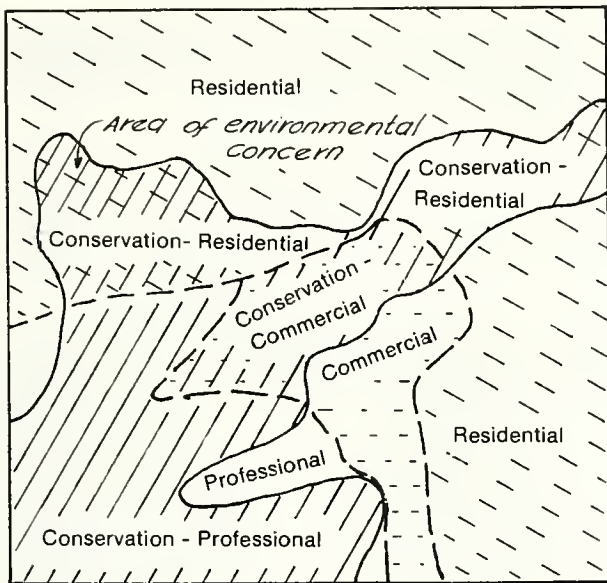 Residential
Area of environmental
concern
Conservation -
Residential
Conservation- Residential
Conservation -
Commercial
Commercial
Residential
Professional
Conservation - Professional